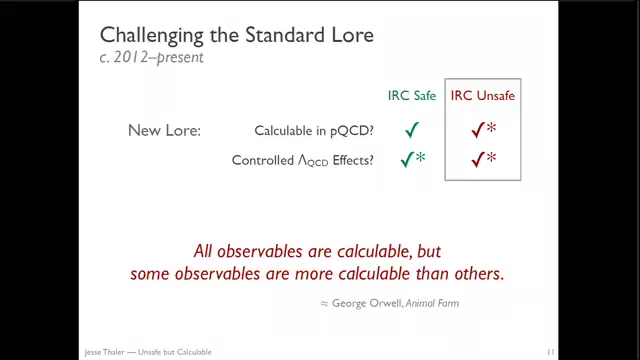 Challenging the Standard Lore
c. 2012–present
IRC Safe IRC Unsafe
New Lore: Calculable in pQCD? ✓ ✓*
Controlled ΛQCD Effects? ✓* ✓*
All observables are calculable, but
some observables are more calculable than others.
≈ George Orwell, Animal Farm
Jesse Thaler — Unsafe but Calculable 11